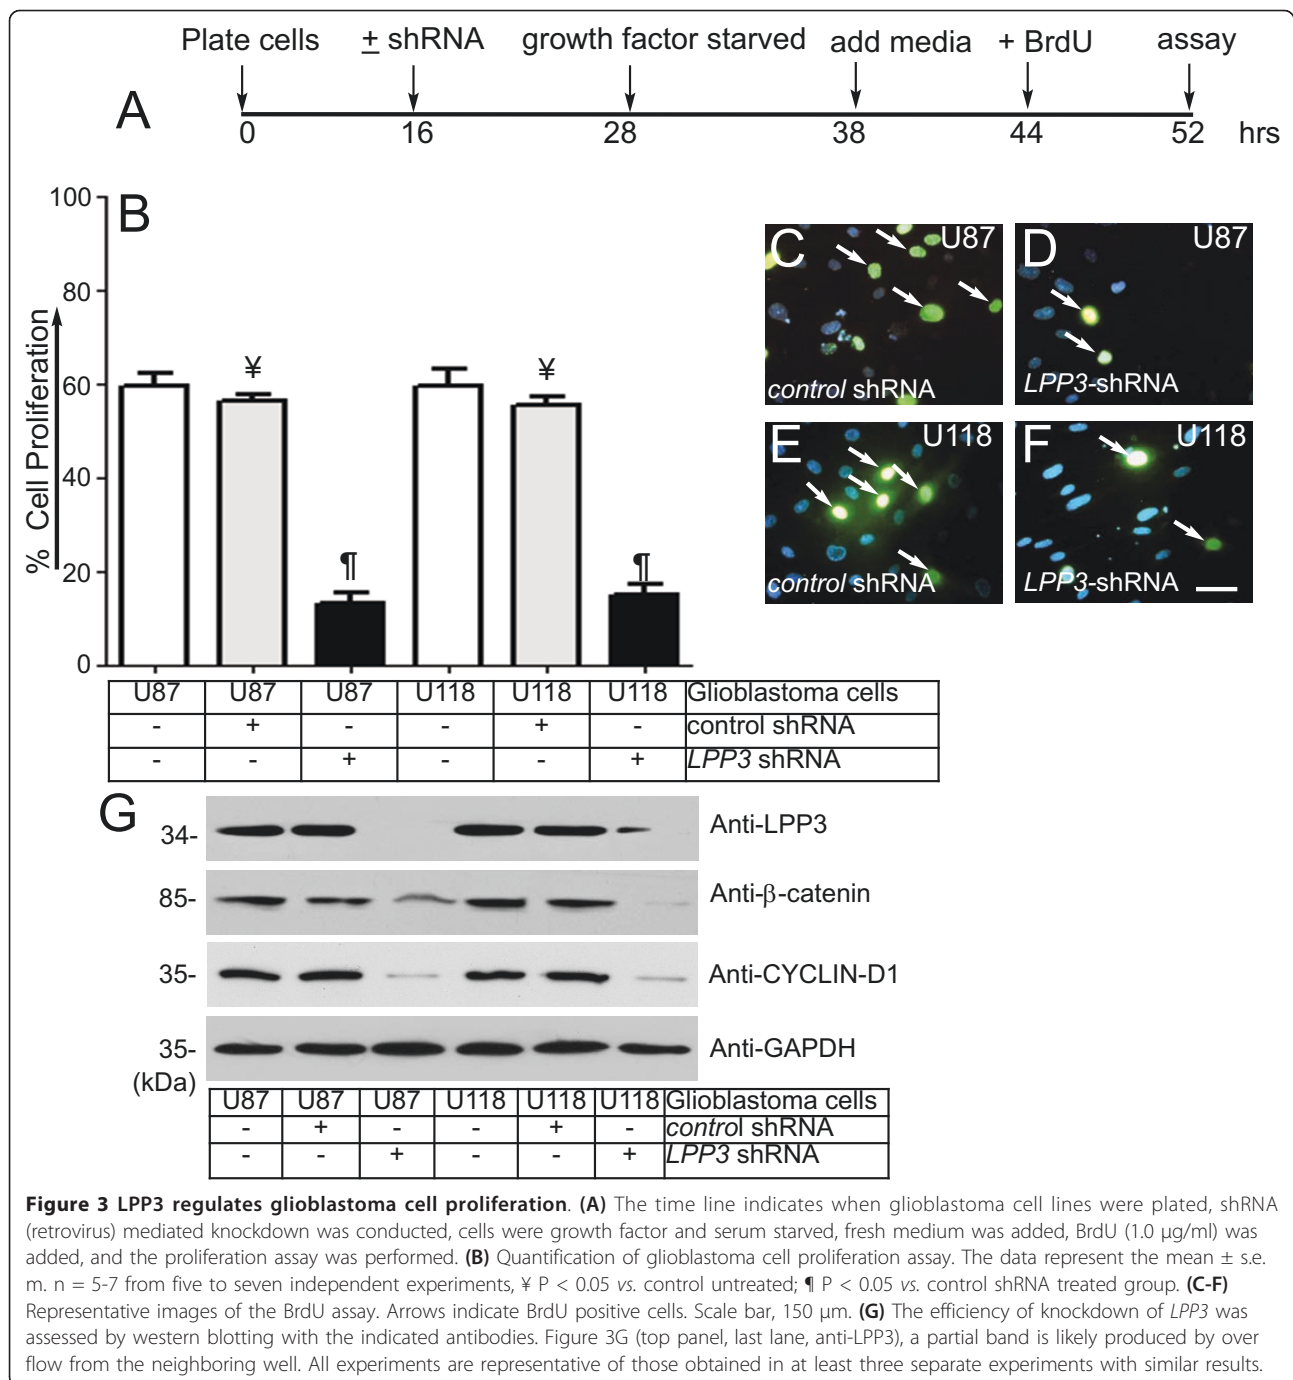 Plate cells ± shRNA growth factor starved add media + BrdU assay
A
0 16 28 38 44 52 hrs
B
% Cell Proliferation
100
80
60
40
20
0
¥ ¶ ¥ ¶
U87 U87 U87 U118 U118 U118 Glioblastoma cells
- + - - + - control shRNA
- - + - - + LPP3 shRNA
C U87
control shRNA
D U87
LPP3-shRNA
E U118
control shRNA
F U118
LPP3-shRNA
G
34- Anti-LPP3
85- Anti-β-catenin
35- Anti-CYCLIN-D1
35- Anti-GAPDH
(kDa)
U87 U87 U87 U118 U118 U118 Glioblastoma cells
- + - - + - control shRNA
- - + - - + LPP3 shRNA
Figure 3 LPP3 regulates glioblastoma cell proliferation. (A) The time line indicates when glioblastoma cell lines were plated, shRNA
(retrovirus) mediated knockdown was conducted, cells were growth factor and serum starved, fresh medium was added, BrdU (1.0 μg/ml) was
added, and the proliferation assay was performed. (B) Quantification of glioblastoma cell proliferation assay. The data represent the mean ± s.e.
m. n = 5-7 from five to seven independent experiments, ¥ P < 0.05 vs. control untreated; ¶ P < 0.05 vs. control shRNA treated group. (C-F)
Representative images of the BrdU assay. Arrows indicate BrdU positive cells. Scale bar, 150 μm. (G) The efficiency of knockdown of LPP3 was
assessed by western blotting with the indicated antibodies. Figure 3G (top panel, last lane, anti-LPP3), a partial band is likely produced by over
flow from the neighboring well. All experiments are representative of those obtained in at least three separate experiments with similar results.